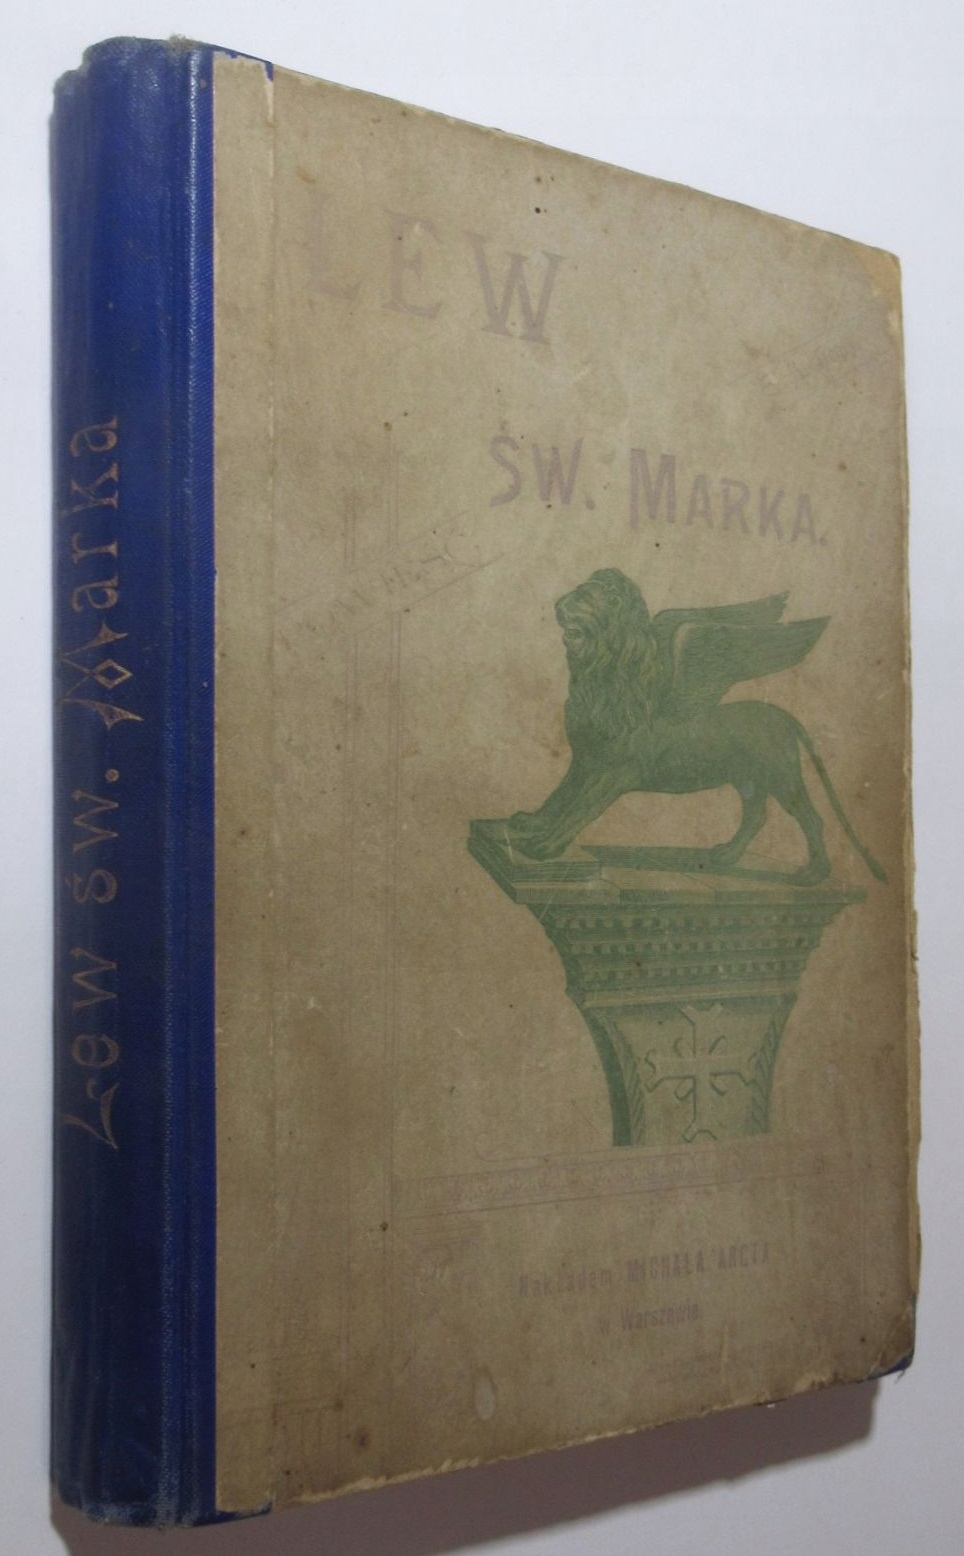 Lew św. Marka
LEW
ŚW. MARKA.
Nakładem MICHAŁA ARCTA
w Warszawie